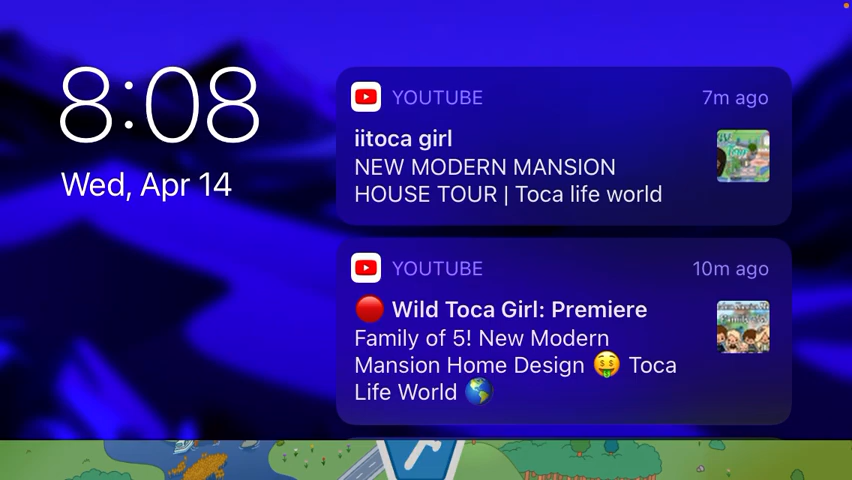 8:08
Wed, Apr 14
YOUTUBE
7m ago
iitoca girl
NEW MODERN MANSION
HOUSE TOUR | Toca life world
YOUTUBE
10m ago
🔴 Wild Toca Girl: Premiere
Family of 5! New Modern
Mansion Home Design 🤑 Toca
Life World 🌎